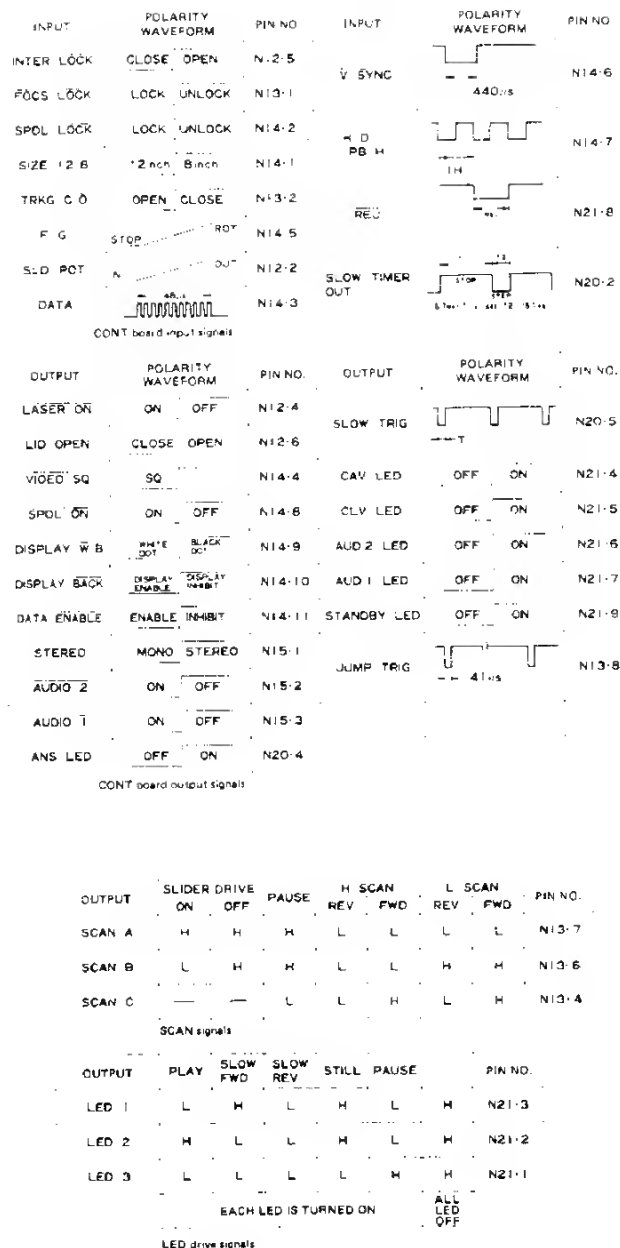 INPUT POLARITY WAVEFORM PIN NO
INTER LOCK CLOSE OPEN N12-5
FOCS LOCK LOCK UNLOCK N13-1
SPDL LOCK LOCK UNLOCK N14-2
SIZE 12 8 12inch 8inch N14-1
TRKG C O OPEN CLOSE N13-2
F G STOP ROT N14-5
SLD POT IN OUT N12-2
DATA 48µs N14-3
CONT board input signals
INPUT POLARITY WAVEFORM PIN NO
V SYNC 440µs N14-6
H D
PB H 1H N14-7
REU N21-8
SLOW TIMER OUT STOP STEP T2 N20-2
OUTPUT POLARITY WAVEFORM PIN NO.
LASER ON ON OFF N12-4
LID OPEN CLOSE OPEN N12-6
VIDEO SQ SQ N14-4
SPDL ON ON OFF N14-8
DISPLAY W B WHITE DOT BLACK DOT N14-9
DISPLAY BACK DISPLAY ENABLE DISPLAY INHIBIT N14-10
DATA ENABLE ENABLE INHIBIT N14-11
STEREO MONO STEREO N15-1
AUDIO 2 ON OFF N15-2
AUDIO 1 ON OFF N15-3
ANS LED OFF ON N20-4
CONT board output signals
OUTPUT POLARITY WAVEFORM PIN NO.
SLOW TRIG T N20-5
CAV LED OFF ON N21-4
CLV LED OFF ON N21-5
AUD 2 LED OFF ON N21-6
AUD 1 LED OFF ON N21-7
STANDBY LED OFF ON N21-9
JUMP TRIG 41µs N13-8
OUTPUT SLIDER DRIVE PAUSE H SCAN L SCAN PIN NO.
ON OFF REV FWD REV FWD
SCAN A H H H L L L L N13-7
SCAN B L H H L L H H N13-6
SCAN C — — L L H L H N13-4
SCAN signals
OUTPUT PLAY SLOW FWD SLOW REV STILL PAUSE PIN NO.
LED 1 L H L H L H N21-3
LED 2 H L L H L H N21-2
LED 3 L L L L H H N21-1
EACH LED IS TURNED ON ALL LED OFF
LED drive signals